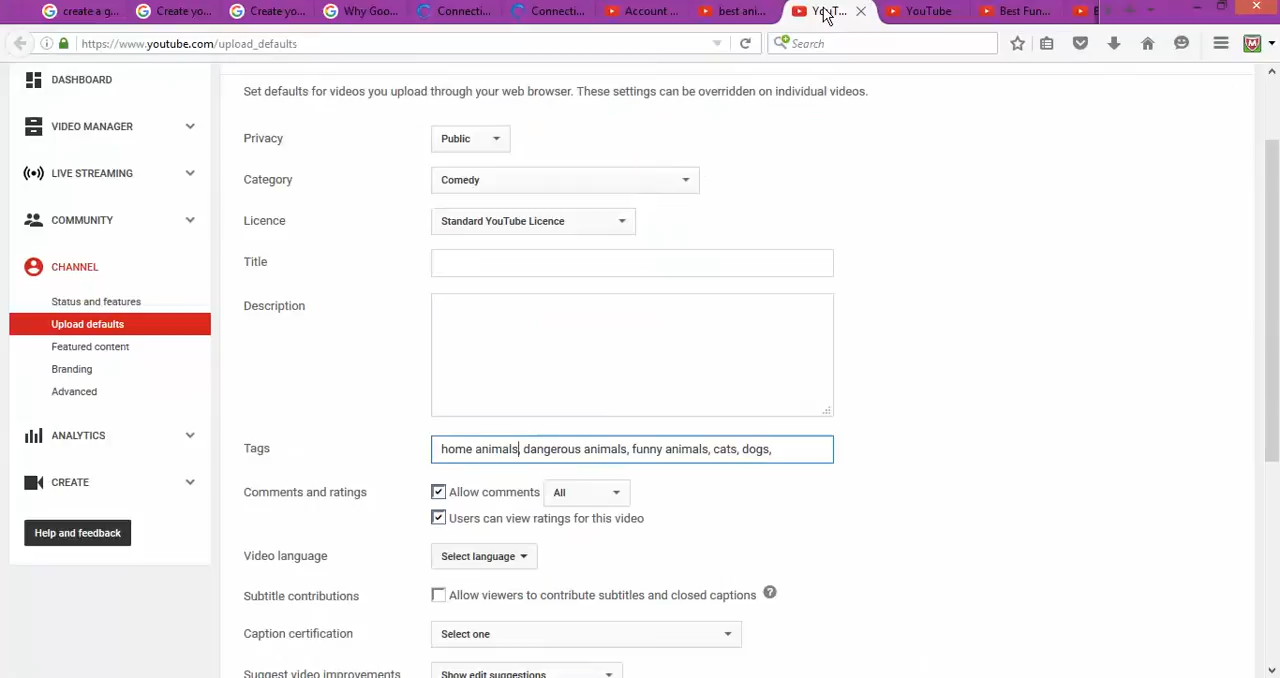 create a g...
Create yo...
Create yo...
Why Goo...
Connecti...
Connecti...
Account ...
best ani...
YouT...
YouTube
Best Fun...
https://www.youtube.com/upload_defaults
Search
DASHBOARD
VIDEO MANAGER
LIVE STREAMING
COMMUNITY
CHANNEL
Status and features
Upload defaults
Featured content
Branding
Advanced
ANALYTICS
CREATE
Help and feedback
Set defaults for videos you upload through your web browser. These settings can be overridden on individual videos.
Privacy
Public
Category
Comedy
Licence
Standard YouTube Licence
Title
Description
Tags
home animals, dangerous animals, funny animals, cats, dogs,
Comments and ratings
Allow comments
All
Users can view ratings for this video
Video language
Select language
Subtitle contributions
Allow viewers to contribute subtitles and closed captions
?
Caption certification
Select one
Suggest video improvements
Show edit suggestions